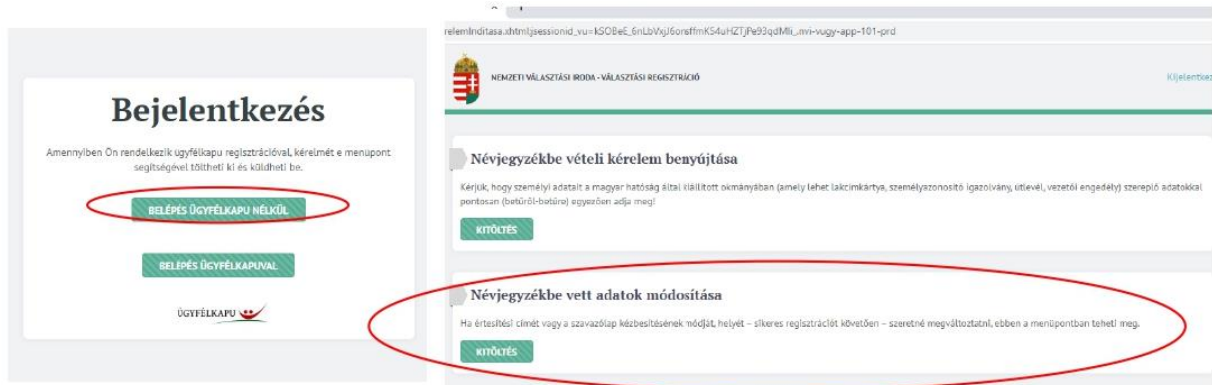 Bejelentkezés
Amennyiben Ön rendelkezik ügyfélkapu regisztrációval, kérelmét e menüpont
segítségével töltheti ki és küldheti be.
BELÉPÉS ÜGYFÉLKAPU NÉLKÜL
BELÉPÉS ÜGYFÉLKAPUVAL
ÜGYFÉLKAPU
NEMZETI VÁLASZTÁSI IRODA - VÁLASZTÁSI REGISZTRÁCIÓ
Kijelentkez
Névjegyzékbe vételi kérelem benyújtása
Kérjük, hogy személyi adatait a magyar hatóság által kiállított okmányában (amely lehet lakcímkártya, személyazonosító igazolvány, útlevél, vezetői engedély) szereplő adatokkal
pontosan (betűről-betűre) egyezően adja meg!
KITÖLTÉS
Névjegyzékbe vett adatok módosítása
Ha értesítési címét vagy a szavazólap kézbesítésének módját, helyét – sikeres regisztrációt követően – szeretné megváltoztatni, ebben a menüpontban teheti meg.
KITÖLTÉS